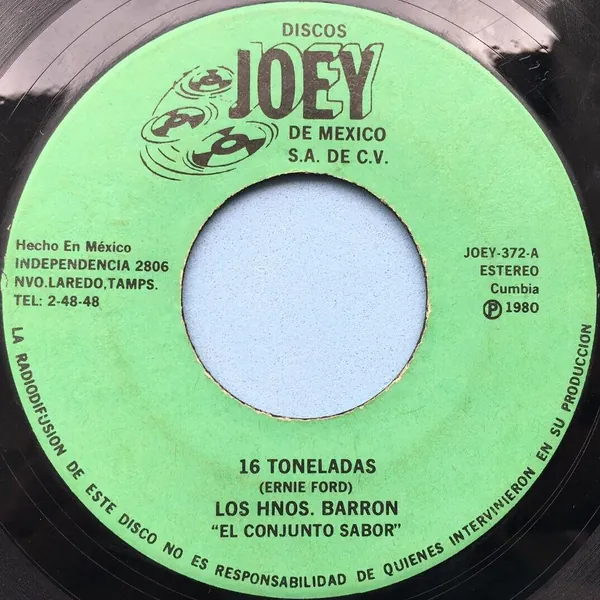 DISCOS
JOEY
DE MEXICO
S.A. DE C.V.
Hecho En México
INDEPENDENCIA 2806
NVO. LAREDO, TAMPS.
TEL: 2-48-48
JOEY-372-A
ESTEREO
Cumbia
Ⓟ 1980
16 TONELADAS
(ERNIE FORD)
LOS HNOS. BARRON
"EL CONJUNTO SABOR"
LA RADIODIFUSION DE ESTE DISCO NO ES RESPONSABILIDAD DE QUIENES INTERVINIERON EN SU PRODUCCION